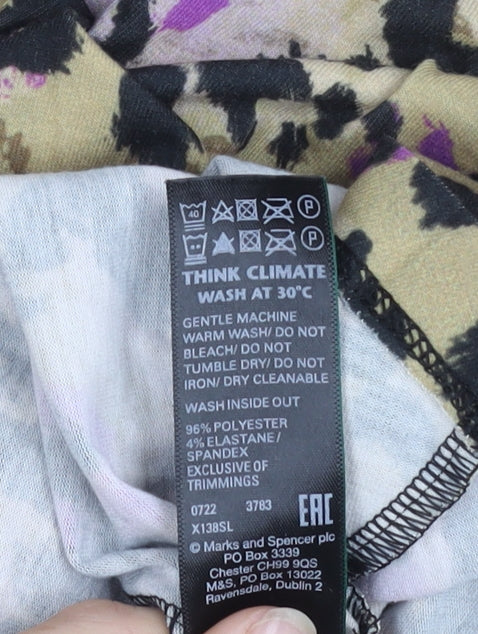 40 P
P
THINK CLIMATE
WASH AT 30°C
GENTLE MACHINE
WARM WASH/ DO NOT
BLEACH/ DO NOT
TUMBLE DRY/ DO NOT
IRON/ DRY CLEANABLE
WASH INSIDE OUT
96% POLYESTER
4% ELASTANE/
SPANDEX
EXCLUSIVE OF
TRIMMINGS
0722 3783
X138SL EAC
© Marks and Spencer plc
PO Box 3339
Chester CH99 9QS
M&S, PO Box 13022
Ravensdale, Dublin 2